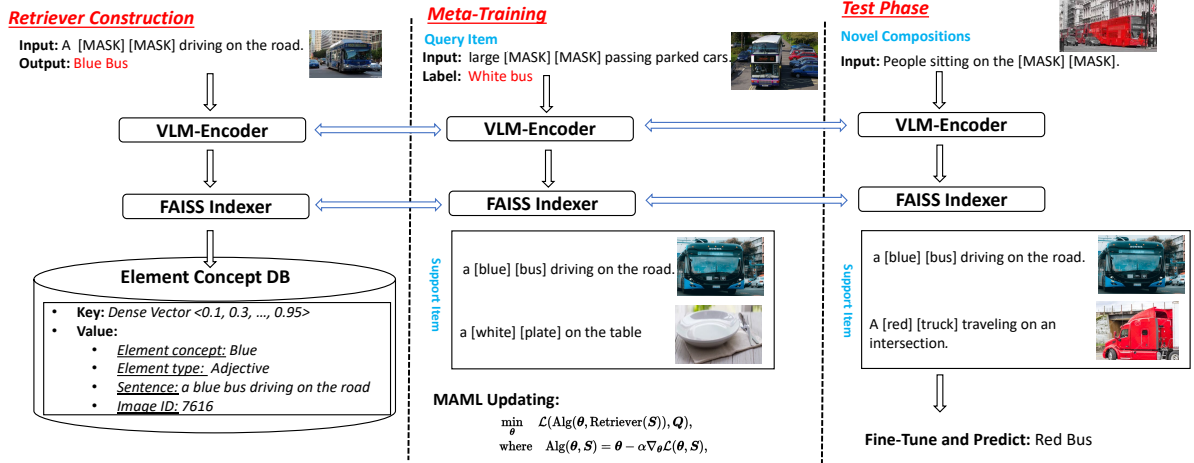 Retriever Construction
Input: A [MASK] [MASK] driving on the road.
Output: Blue Bus
VLM-Encoder
FAISS Indexer
Element Concept DB
• Key: Dense Vector <0.1, 0.3, ..., 0.95>
• Value:
• Element concept: Blue
• Element type: Adjective
• Sentence: a blue bus driving on the road
• Image ID: 7616
Meta-Training
Query Item
Input: large [MASK] [MASK] passing parked cars.
Label: White bus
VLM-Encoder
FAISS Indexer
Support Item
a [blue] [bus] driving on the road.
a [white] [plate] on the table
MAML Updating:
min_θ ℒ(Alg(θ, Retriever(S)), Q),
where Alg(θ, S) = θ − α∇_θℒ(θ, S),
Test Phase
Novel Compositions
Input: People sitting on the [MASK] [MASK].
VLM-Encoder
FAISS Indexer
Support Item
a [blue] [bus] driving on the road.
A [red] [truck] traveling on an
intersection.
Fine-Tune and Predict: Red Bus